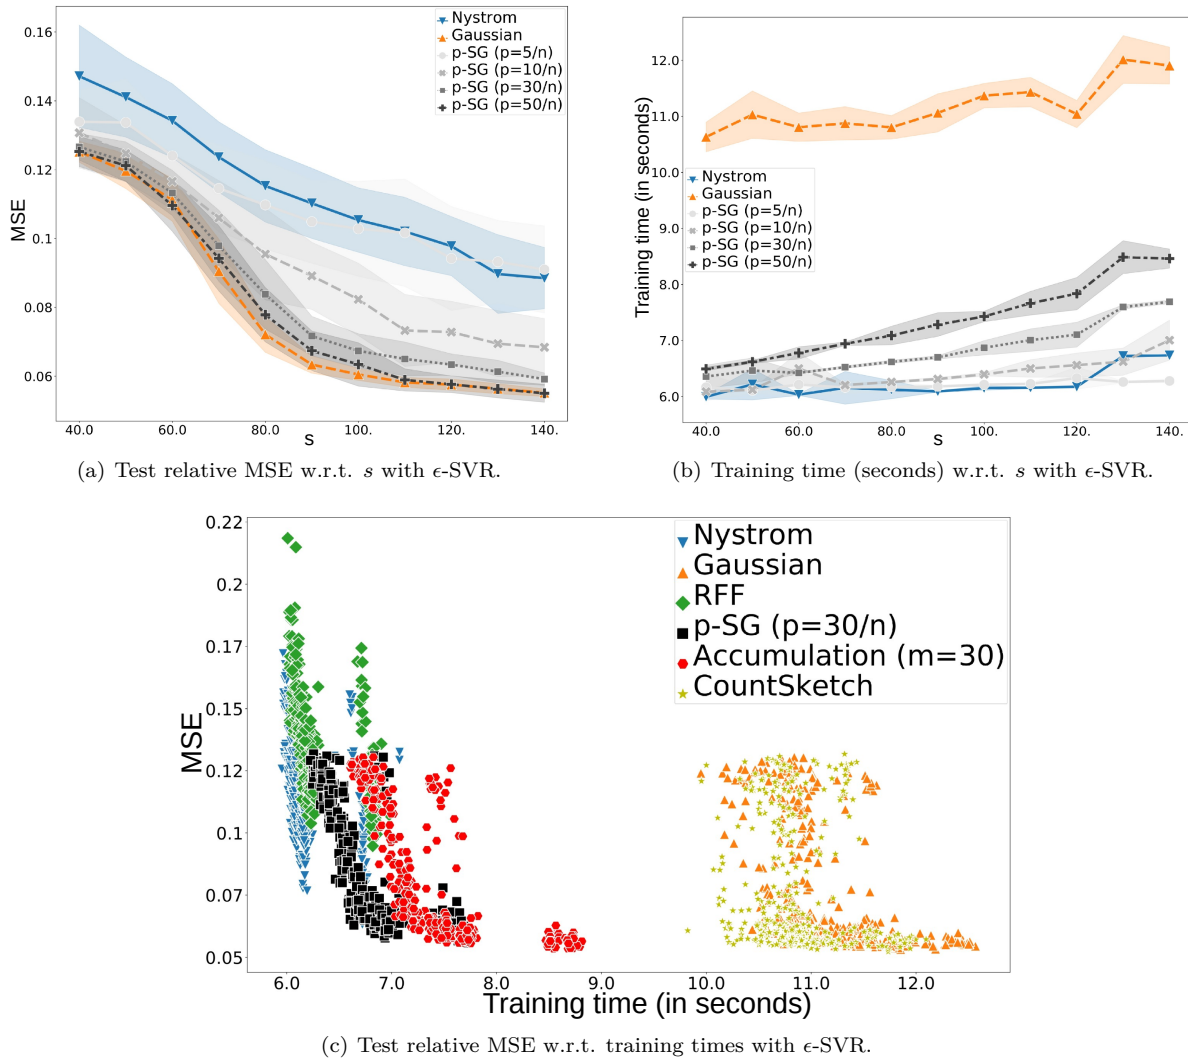 0.16
0.14
0.12
0.1
0.08
0.06
MSE
40.0
60.0
80.0
100.
120.
140.
s
Nystrom
Gaussian
p-SG (p=5/n)
p-SG (p=10/n)
p-SG (p=30/n)
p-SG (p=50/n)
(a) Test relative MSE w.r.t. s with ϵ-SVR.
12.0
11.0
10.0
9.0
8.0
7.0
6.0
Training time (in seconds)
40.0
60.0
80.0
100.
120.
140.
s
Nystrom
Gaussian
p-SG (p=5/n)
p-SG (p=10/n)
p-SG (p=30/n)
p-SG (p=50/n)
(b) Training time (seconds) w.r.t. s with ϵ-SVR.
0.22
0.2
0.17
0.15
0.12
0.1
0.07
0.05
MSE
Nystrom
Gaussian
RFF
p-SG (p=30/n)
Accumulation (m=30)
CountSketch
6.0
7.0
8.0
9.0
10.0
11.0
12.0
Training time (in seconds)
(c) Test relative MSE w.r.t. training times with ϵ-SVR.